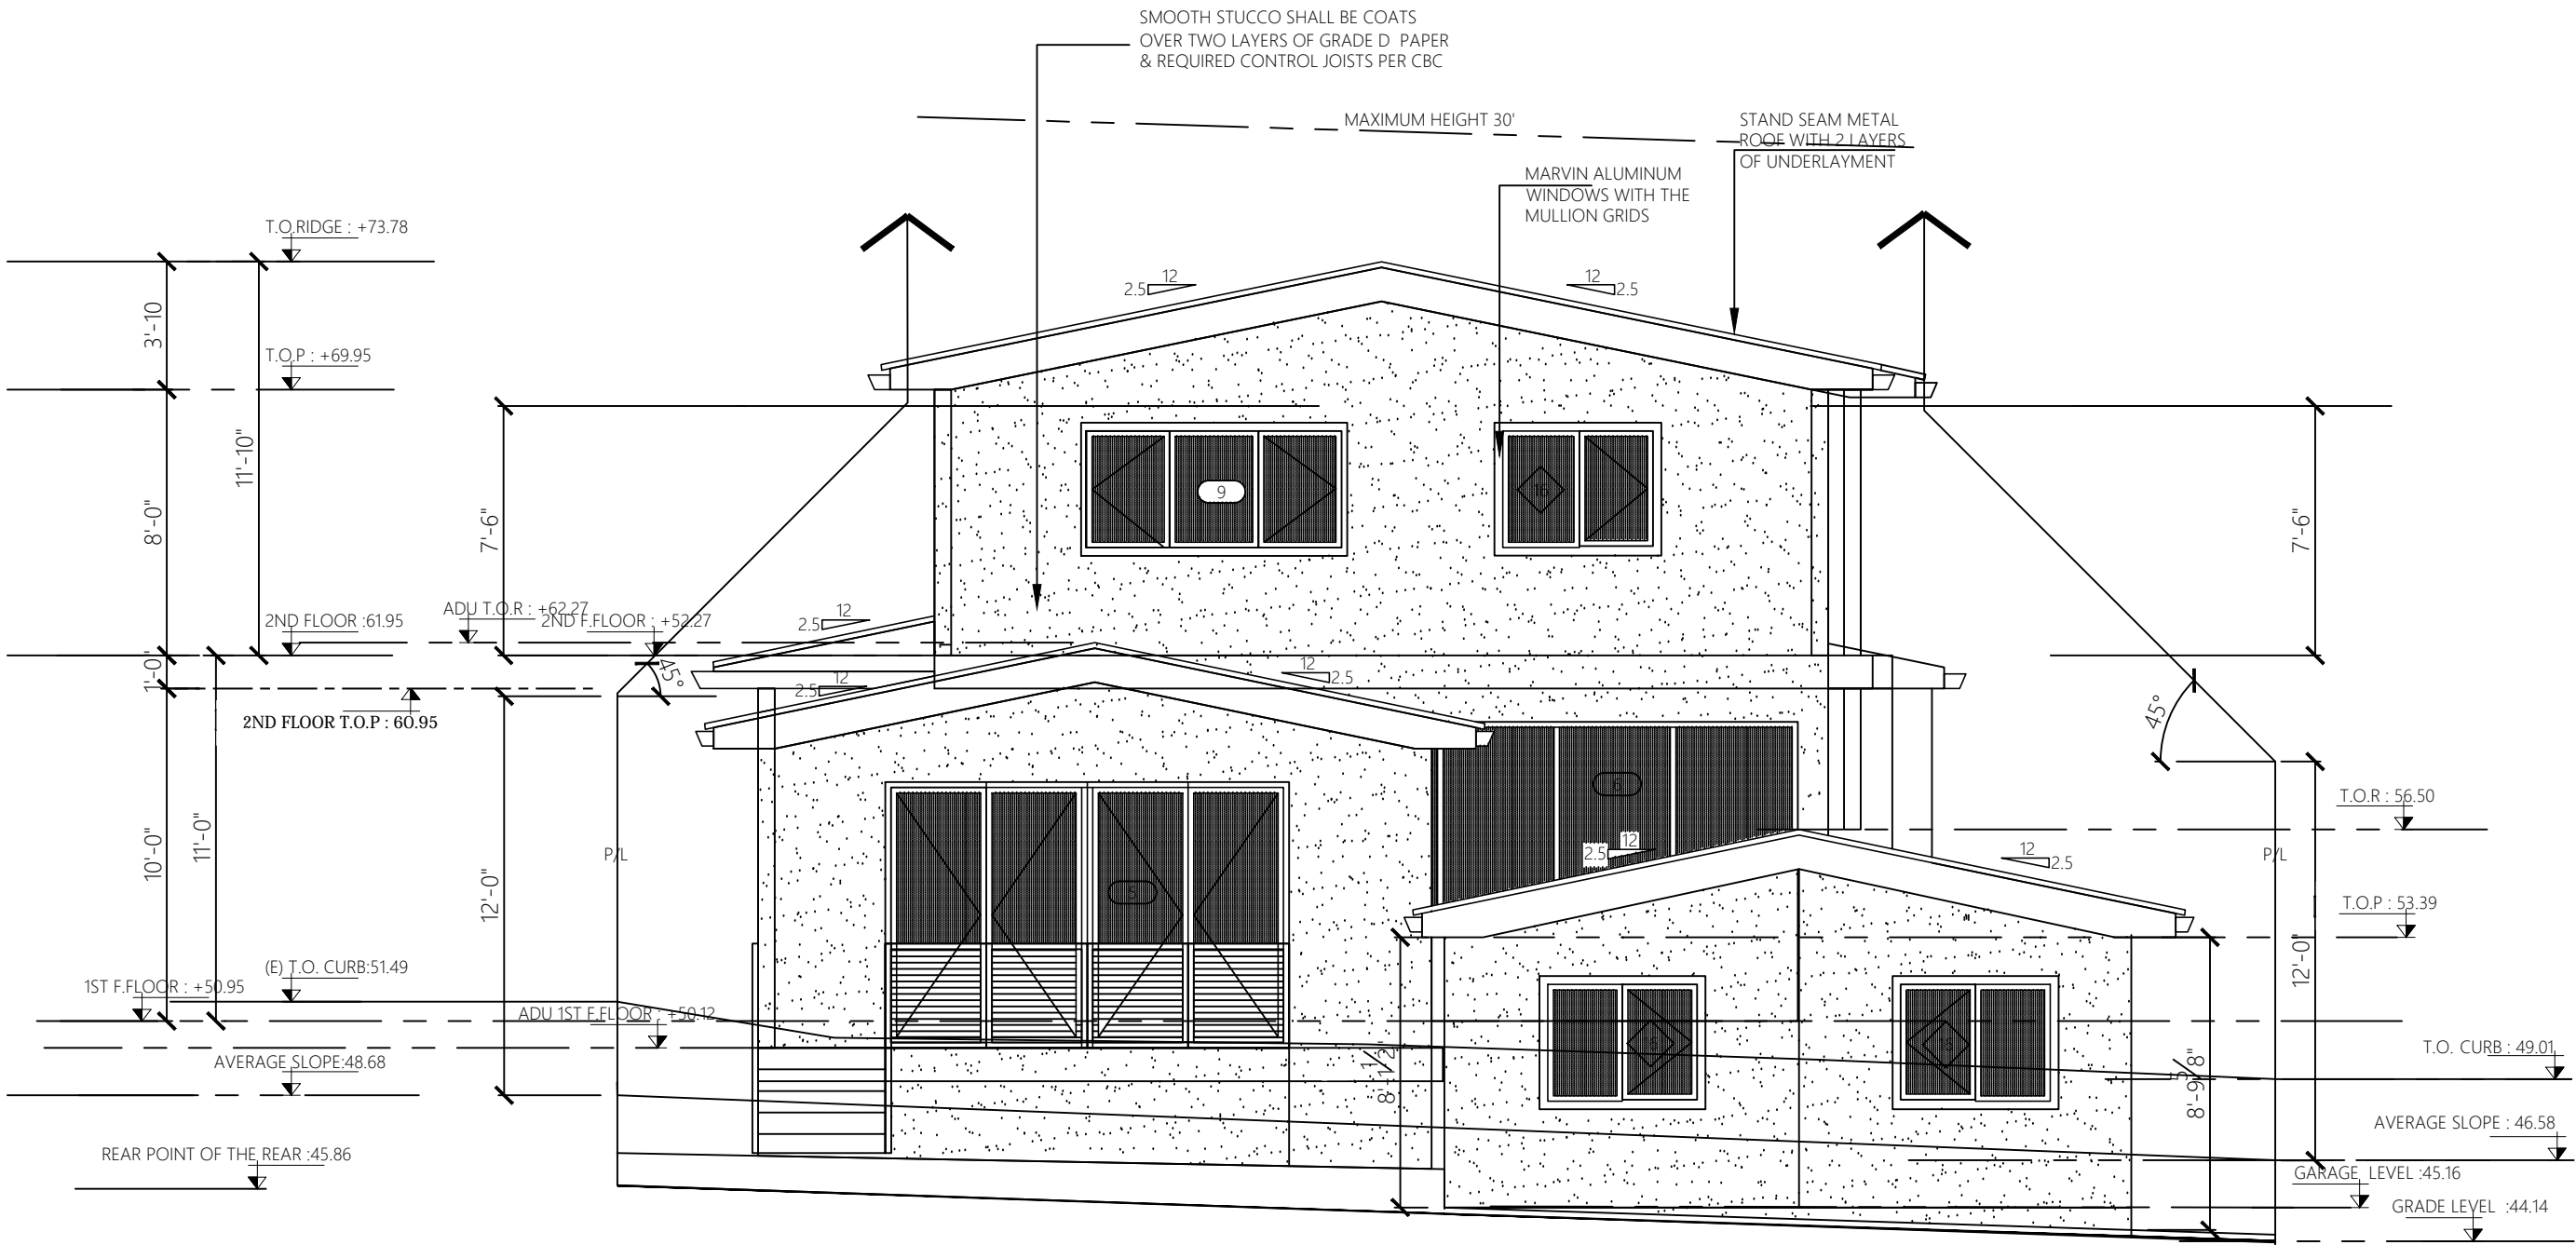 SMOOTH STUCCO SHALL BE COATS
OVER TWO LAYERS OF GRADE D PAPER
& REQUIRED CONTROL JOISTS PER CBC
MAXIMUM HEIGHT 30'
STAND SEAM METAL
ROOF WITH 2 LAYERS
OF UNDERLAYMENT
MARVIN ALUMINUM
WINDOWS WITH THE
MULLION GRIDS
T.O.RIDGE : +73.78
12
2.5
12
2.5
3'-10
T.O.P : +69.95
11'-10"
8'-0"
7'-6"
7'-6"
9
16
2ND FLOOR :61.95
ADU T.O.R : +62.27
2ND F.FLOOR : +52.27
12
2.5
1'-0"
45°
12
2.5
12
2.5
2ND FLOOR T.O.P : 60.95
45°
6
T.O.R : 56.50
10'-0"
11'-0"
P/L
12
2.5
12
2.5
P/L
12'-0"
5
T.O.P : 53.39
12'-0"
(E) T.O. CURB:51.49
1ST F.FLOOR : +50.95
ADU 1ST F.FLOOR : +50.12
AVERAGE SLOPE:48.68
8'-1/2"
15
15
T.O. CURB : 49.01
AVERAGE SLOPE : 46.58
REAR POINT OF THE REAR :45.86
GARAGE LEVEL :45.16
GRADE LEVEL :44.14